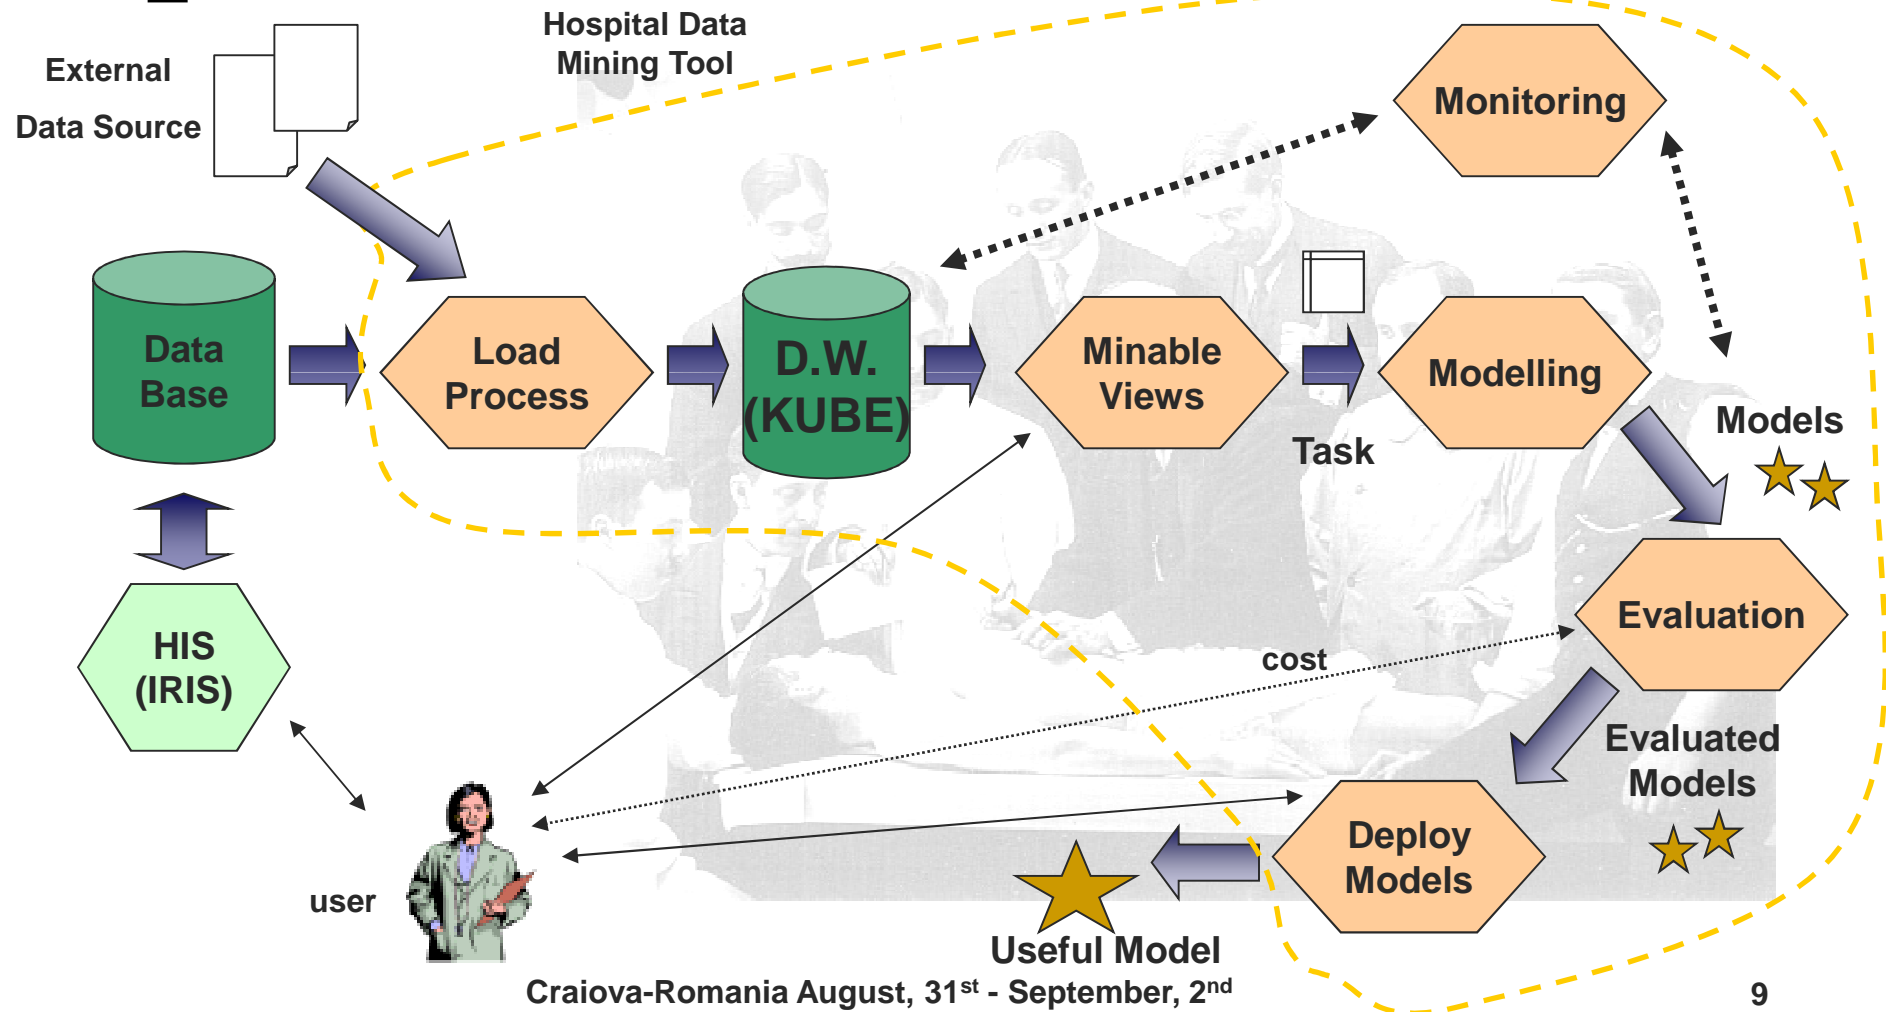 Hospital Data
Mining Tool
External
Data Source
Monitoring
Data
Base
Load
Process
D.W.
(KUBE)
Minable
Views
Task
Modelling
Models
HIS
(IRIS)
Evaluation
cost
Evaluated
Models
Deploy
Models
user
Useful Model
Craiova-Romania August, 31st - September, 2nd
9